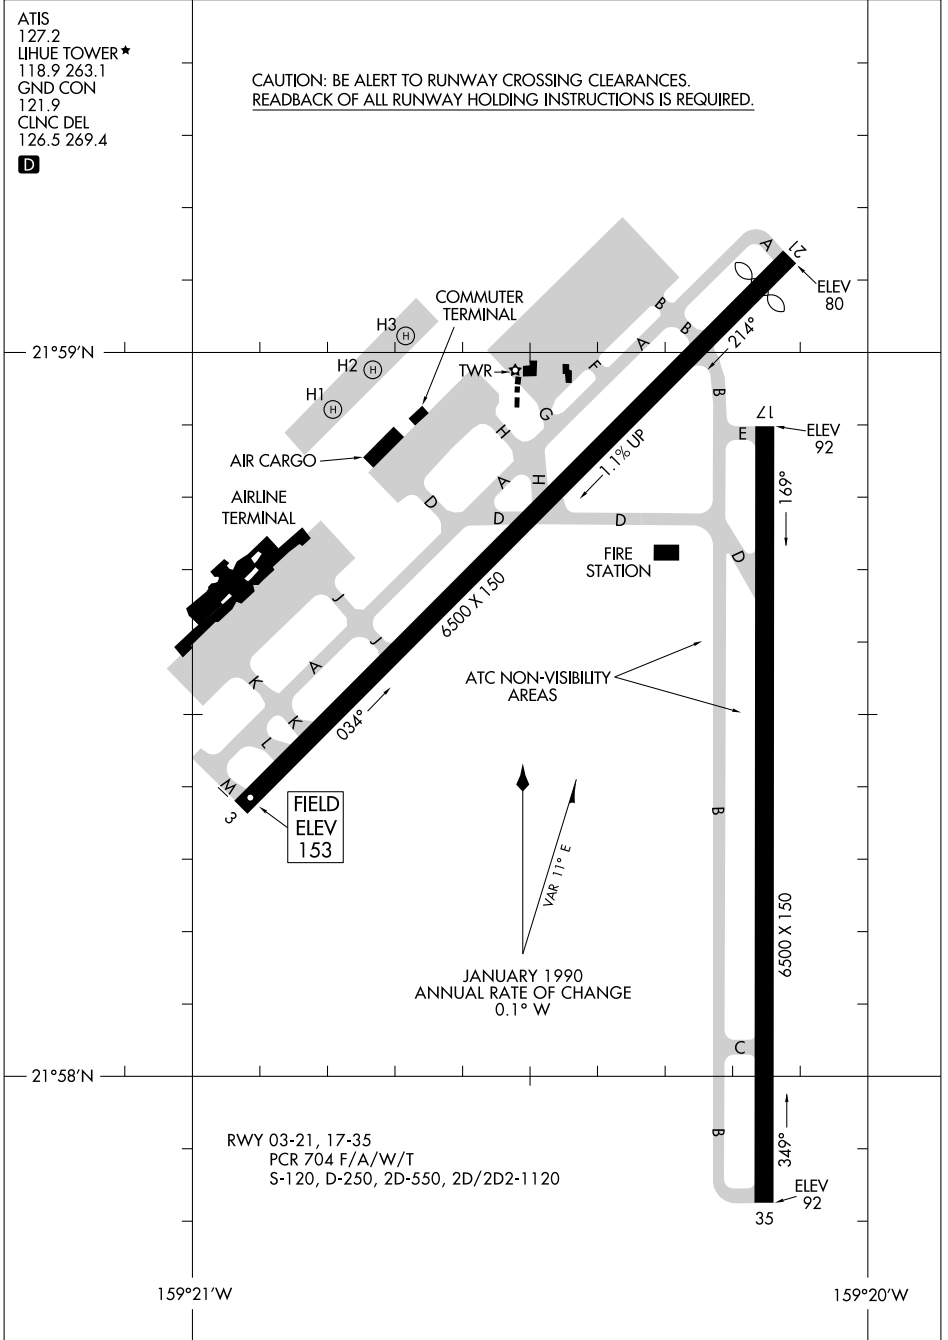 ATIS
127.2
LIHUE TOWER★
118.9 263.1
GND CON
121.9
CLNC DEL
126.5 269.4
D
CAUTION: BE ALERT TO RUNWAY CROSSING CLEARANCES.
READBACK OF ALL RUNWAY HOLDING INSTRUCTIONS IS REQUIRED.
A
21
ELEV
80
COMMUTER
TERMINAL
B
B
H3
214°
A
21°59'N
H2
TWR
F
H
H
H
H1
B
G
17
E
ELEV
92
H
1.1% UP
AIR CARGO
A
H
169°
AIRLINE
TERMINAL
D
D
D
FIRE
STATION
D
6500 X 150
J
J
A
ATC NON-VISIBILITY
AREAS
K
K
L
034°
M
3
FIELD
ELEV
153
B
VAR 11° E
6500 X 150
JANUARY 1990
ANNUAL RATE OF CHANGE
0.1° W
C
21°58'N
B
349°
RWY 03-21, 17-35
PCR 704 F/A/W/T
S-120, D-250, 2D-550, 2D/2D2-1120
ELEV
92
35
159°21'W
159°20'W